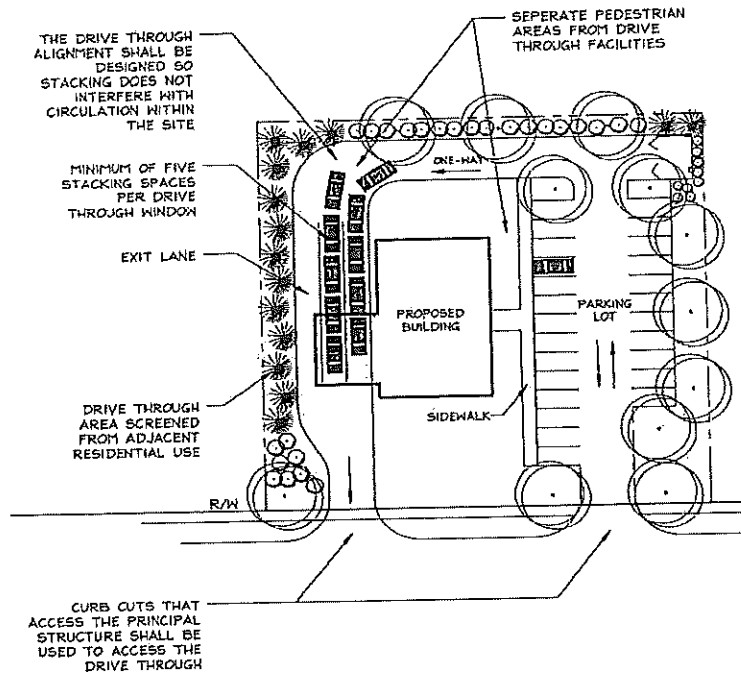 THE DRIVE THROUGH
ALIGNMENT SHALL BE
DESIGNED SO
STACKING DOES NOT
INTERFERE WITH
CIRCULATION WITHIN
THE SITE
SEPERATE PEDESTRIAN
AREAS FROM DRIVE
THROUGH FACILITIES
MINIMUM OF FIVE
STACKING SPACES
PER DRIVE
THROUGH WINDOW
ONE-WAY
EXIT LANE
PROPOSED
BUILDING
PARKING
LOT
DRIVE THROUGH
AREA SCREENED
FROM ADJACENT
RESIDENTIAL USE
SIDEWALK
R/W
CURB CUTS THAT
ACCESS THE PRINCIPAL
STRUCTURE SHALL BE
USED TO ACCESS THE
DRIVE THROUGH